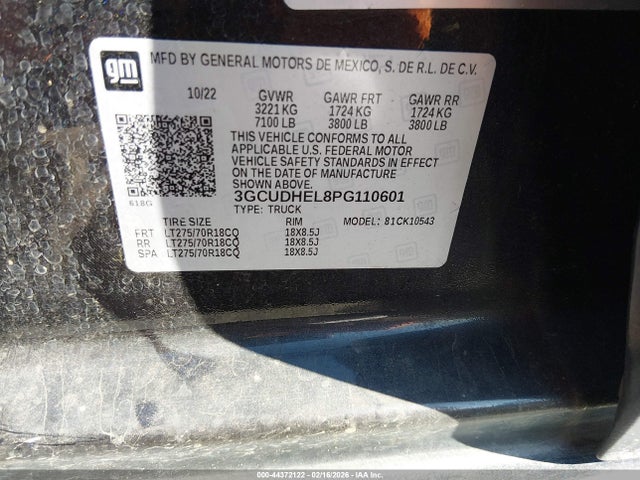 gm
MFD BY GENERAL MOTORS DE MEXICO, S. DE R.L. DE C.V.
10/22 GVWR GAWR FRT GAWR RR
3221 KG 1724 KG 1724 KG
7100 LB 3800 LB 3800 LB
THIS VEHICLE CONFORMS TO ALL
APPLICABLE U.S. FEDERAL MOTOR
VEHICLE SAFETY STANDARDS IN EFFECT
ON THE DATE OF MANUFACTURE
SHOWN ABOVE.
618G 3GCUDHEL8PG110601
TYPE: TRUCK MODEL: 81CK10543
TIRE SIZE RIM
FRT LT275/70R18CQ 18X8.5J
RR LT275/70R18CQ 18X8.5J
SPA LT275/70R18CQ 18X8.5J
000-44372122 - 02/16/2026 - IAA Inc.